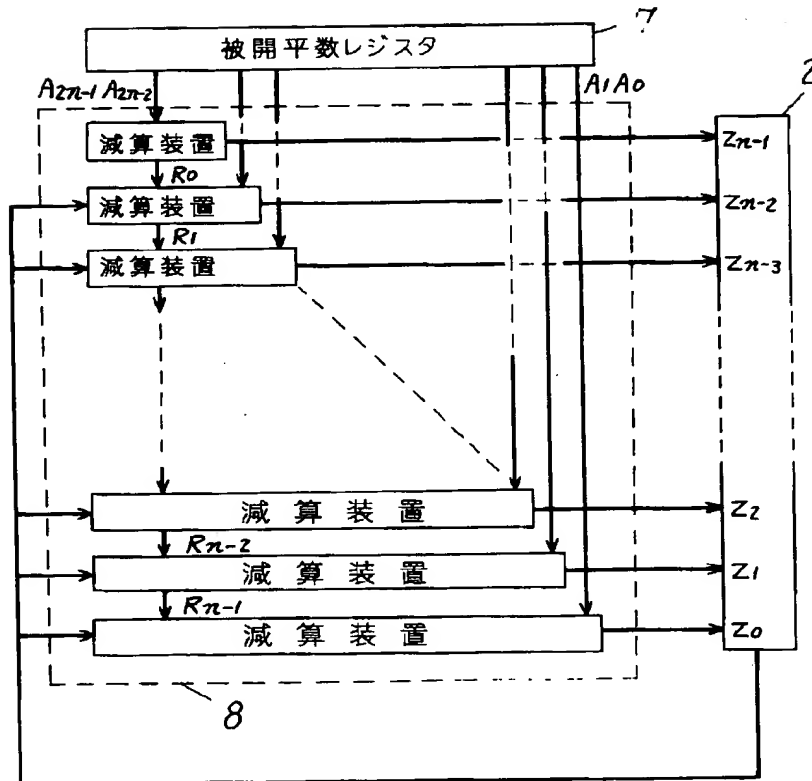 7
被開平数レジスタ
A2n-1 A2n-2
A1 A0
2
減算装置
Zn-1
R0
減算装置
Zn-2
R1
減算装置
Zn-3
減算装置
Z2
Rn-2
減算装置
Z1
Rn-1
減算装置
Z0
8